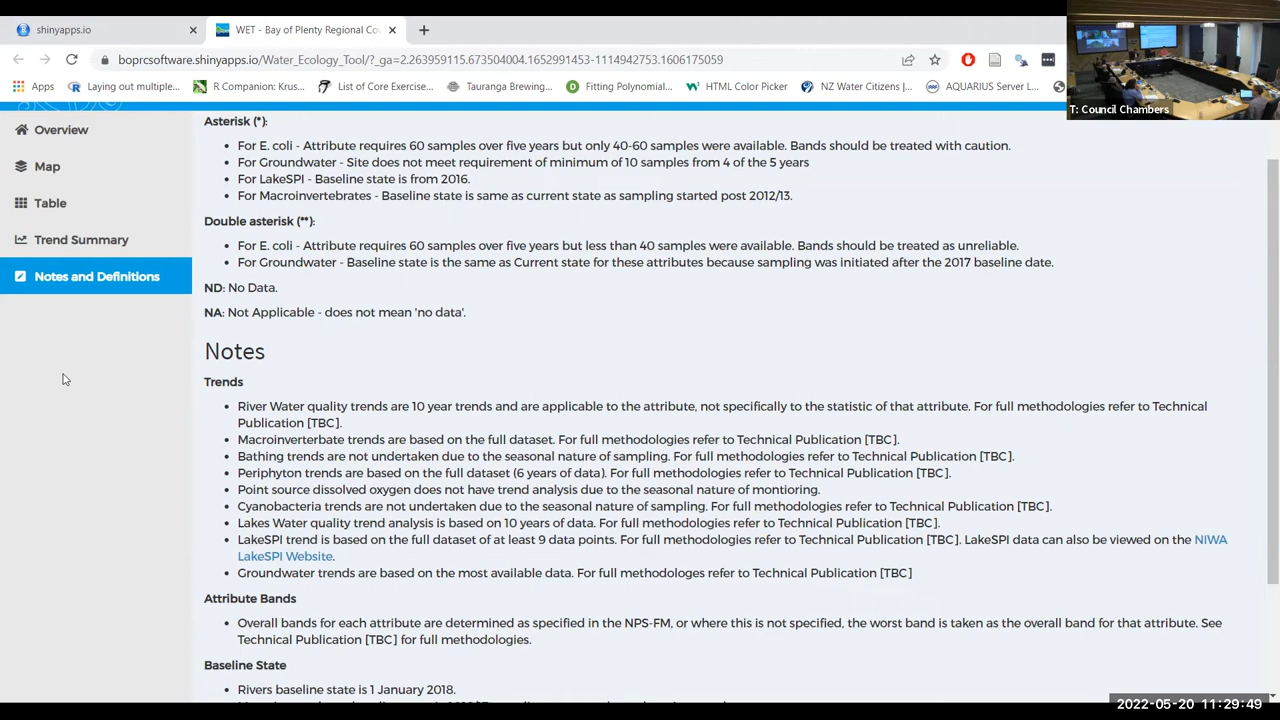 shinyapps.io
WET - Bay of Plenty Regional Cou
boprcsoftware.shinyapps.io/Water_Ecology_Tool/?_ga=2.263959115.673504004.1652991453-1114942753.1606175059
Apps
Laying out multiple...
R Companion: Krus...
List of Core Exercise...
Tauranga Brewing...
Fitting Polynomial...
HTML Color Picker
NZ Water Citizens |...
AQUARIUS Server L...
T: Council Chambers
Overview
Map
Table
Trend Summary
Notes and Definitions
Asterisk (*):
• For E. coli - Attribute requires 60 samples over five years but only 40-60 samples were available. Bands should be treated with caution.
• For Groundwater - Site does not meet requirement of minimum of 10 samples from 4 of the 5 years
• For LakeSPI - Baseline state is from 2016.
• For Macroinvertebrates - Baseline state is same as current state as sampling started post 2012/13.
Double asterisk (**):
• For E. coli - Attribute requires 60 samples over five years but less than 40 samples were available. Bands should be treated as unreliable.
• For Groundwater - Baseline state is the same as Current state for these attributes because sampling was initiated after the 2017 baseline date.
ND: No Data.
NA: Not Applicable - does not mean 'no data'.
Notes
Trends
• River Water quality trends are 10 year trends and are applicable to the attribute, not specifically to the statistic of that attribute. For full methodologies refer to Technical
Publication [TBC].
• Macroinverterbate trends are based on the full dataset. For full methodologies refer to Technical Publication [TBC].
• Bathing trends are not undertaken due to the seasonal nature of sampling. For full methodologies refer to Technical Publication [TBC].
• Periphyton trends are based on the full dataset (6 years of data). For full methodologies refer to Technical Publication [TBC].
• Point source dissolved oxygen does not have trend analysis due to the seasonal nature of montioring.
• Cyanobacteria trends are not undertaken due to the seasonal nature of sampling. For full methodologies refer to Technical Publication [TBC].
• Lakes Water quality trend analysis is based on 10 years of data. For full methodologies refer to Technical Publication [TBC].
• LakeSPI trend is based on the full dataset of at least 9 data points. For full methodologies refer to Technical Publication [TBC]. LakeSPI data can also be viewed on the NIWA
LakeSPI Website.
• Groundwater trends are based on the most available data. For full methodologes refer to Technical Publication [TBC]
Attribute Bands
• Overall bands for each attribute are determined as specified in the NPS-FM, or where this is not specified, the worst band is taken as the overall band for that attribute. See
Technical Publication [TBC] for full methodologies.
Baseline State
• Rivers baseline state is 1 January 2018.
2022-05-20 11:29:49